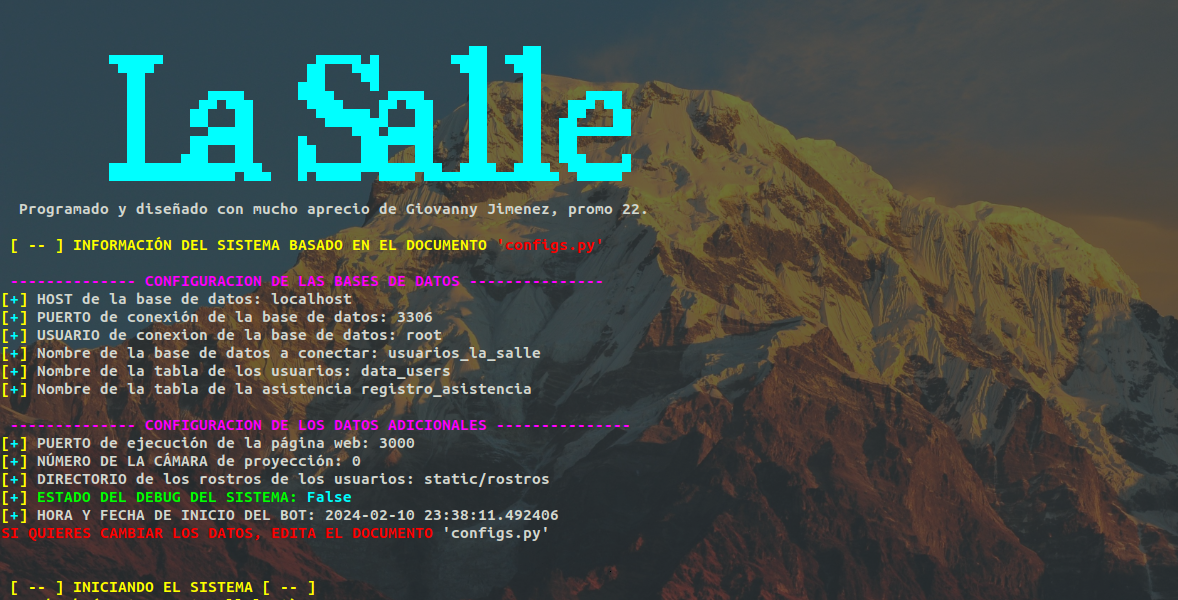 La Salle
Programado y diseñado con mucho aprecio de Giovanny Jimenez, promo 22.
[ -- ] INFORMACIÓN DEL SISTEMA BASADO EN EL DOCUMENTO 'configs.py'
-------------- CONFIGURACION DE LAS BASES DE DATOS ---------------
[+] HOST de la base de datos: localhost
[+] PUERTO de conexión de la base de datos: 3306
[+] USUARIO de conexion de la base de datos: root
[+] Nombre de la base de datos a conectar: usuarios_la_salle
[+] Nombre de la tabla de los usuarios: data_users
[+] Nombre de la tabla de la asistencia registro_asistencia
-------------- CONFIGURACION DE LOS DATOS ADICIONALES ---------------
[+] PUERTO de ejecución de la página web: 3000
[+] NÚMERO DE LA CÁMARA de proyección: 0
[+] DIRECTORIO de los rostros de los usuarios: static/rostros
[+] ESTADO DEL DEBUG DEL SISTEMA: False
[+] HORA Y FECHA DE INICIO DEL BOT: 2024-02-10 23:38:11.492406
SI QUIERES CAMBIAR LOS DATOS, EDITA EL DOCUMENTO 'configs.py'
[ -- ] INICIANDO EL SISTEMA [ -- ]